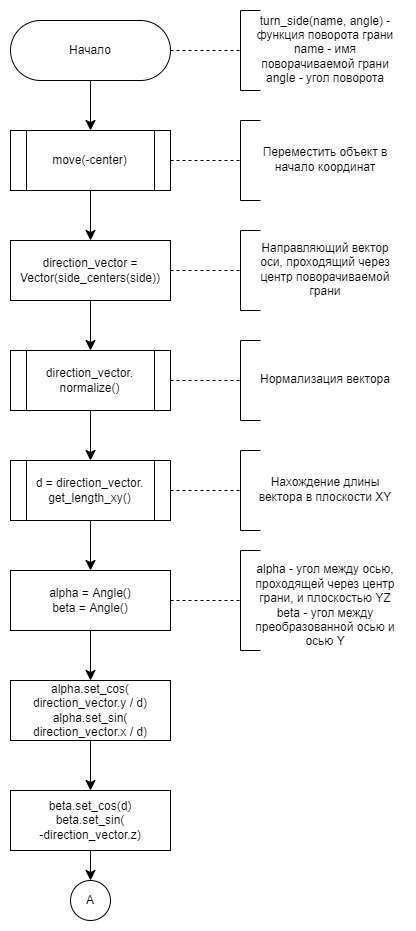 Начало
turn_side(name, angle) -
функция поворота грани
name - имя
поворачиваемой грани
angle - угол поворота
move(-center)
Переместить объект в
начало координат
direction_vector =
Vector(side_centers(side))
Направляющий вектор
оси, проходящий через
центр поворачиваемой
грани
direction_vector.
normalize()
Нормализация вектора
d = direction_vector.
get_length_xy()
Нахождение длины
вектора в плоскости XY
alpha = Angle()
beta = Angle()
alpha - угол между осью,
проходящей через центр
грани, и плоскостью YZ
beta - угол между
преобразованной осью и
осью Y
alpha.set_cos(
direction_vector.y / d)
alpha.set_sin(
direction_vector.x / d)
beta.set_cos(d)
beta.set_sin(
-direction_vector.z)
A